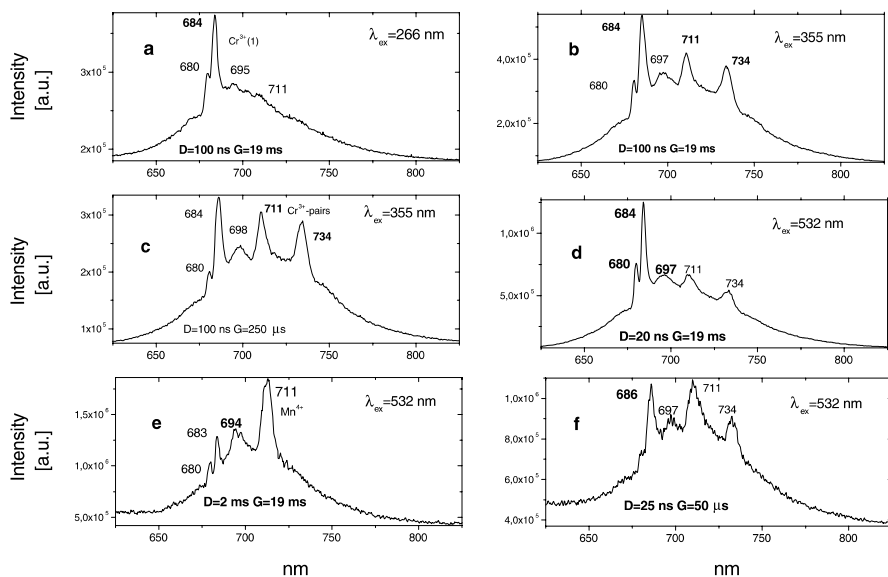 Intensity
[a.u.]
a
684
680
Cr³⁺(1)
695
711
λex=266 nm
3x10⁵
2x10⁵
D=100 ns G=19 ms
650
700
750
800
b
684
680
697
711
734
λex=355 nm
5,0x10⁵
4,0x10⁵
2,0x10⁵
D=100 ns G=19 ms
650
700
750
800
Intensity
[a.u.]
c
684
680
698
711
Cr³⁺-pairs
734
λex=355 nm
3x10⁵
2x10⁵
1x10⁵
D=100 ns G=250 μs
650
700
750
800
d
684
680
697
711
734
λex=532 nm
1,0x10⁶
5,0x10⁵
D=20 ns G=19 ms
650
700
750
800
Intensity
[a.u.]
e
683
680
694
711
Mn⁴⁺
λex=532 nm
1,5x10⁶
1,0x10⁶
5,0x10⁵
D=2 ms G=19 ms
650
700
750
800
nm
f
686
697
711
734
λex=532 nm
1,0x10⁶
8,0x10⁵
6,0x10⁵
4,0x10⁵
D=25 ns G=50 μs
650
700
750
800
nm